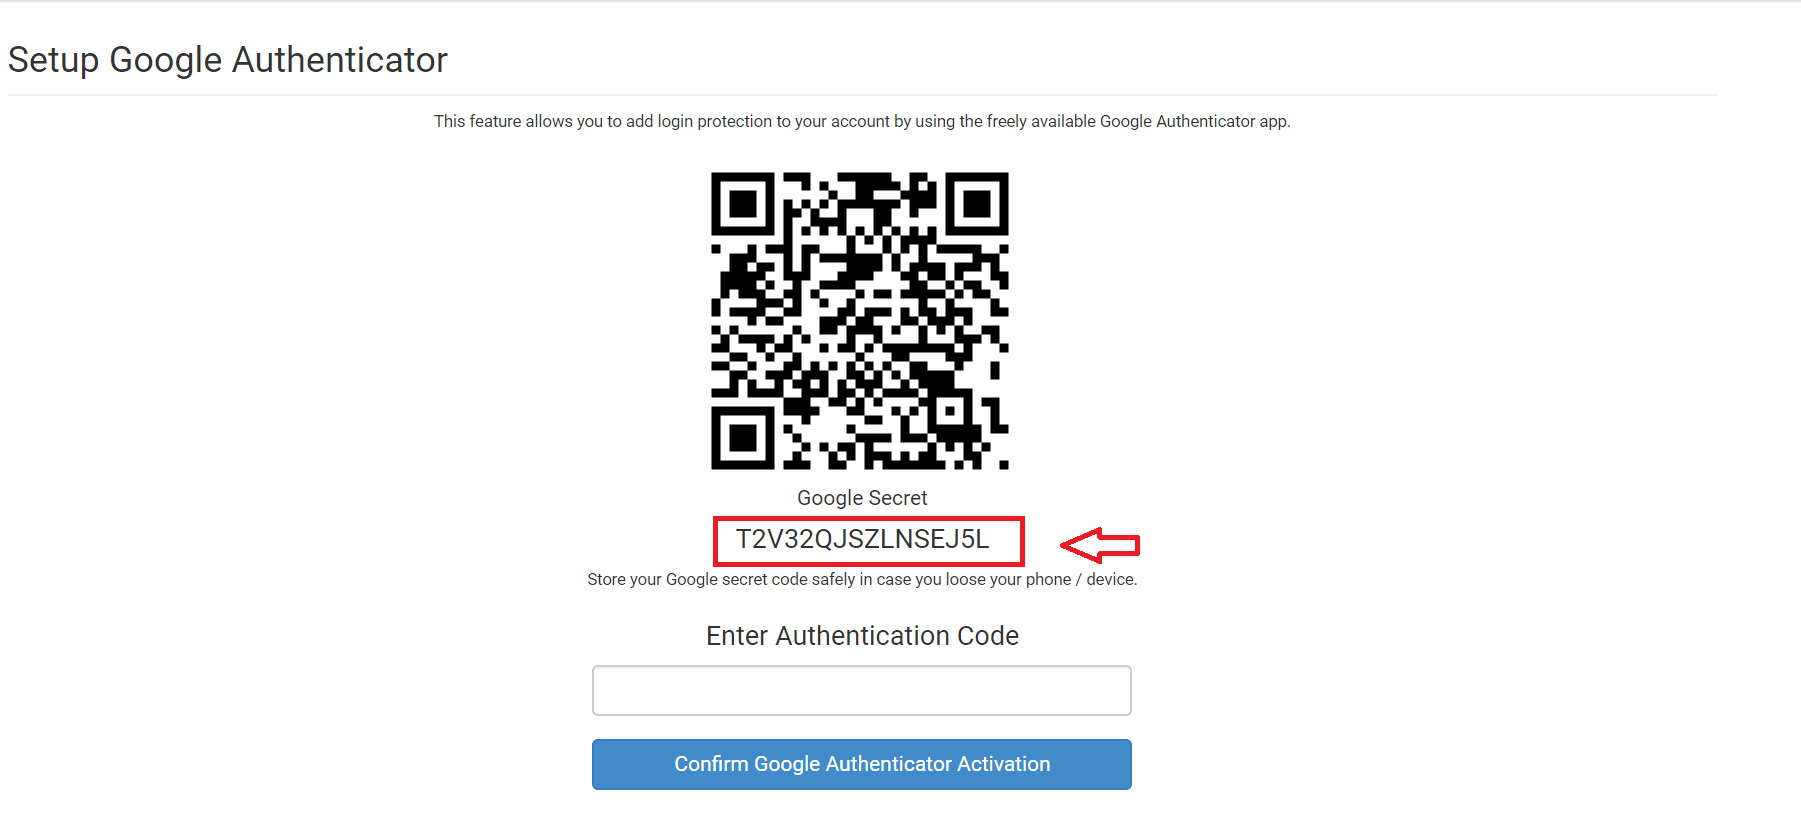 Setup Google Authenticator
This feature allows you to add login protection to your account by using the freely available Google Authenticator app.
Google Secret
T2V32QJSZLNSEJ5L
Store your Google secret code safely in case you loose your phone / device.
Enter Authentication Code
Confirm Google Authenticator Activation